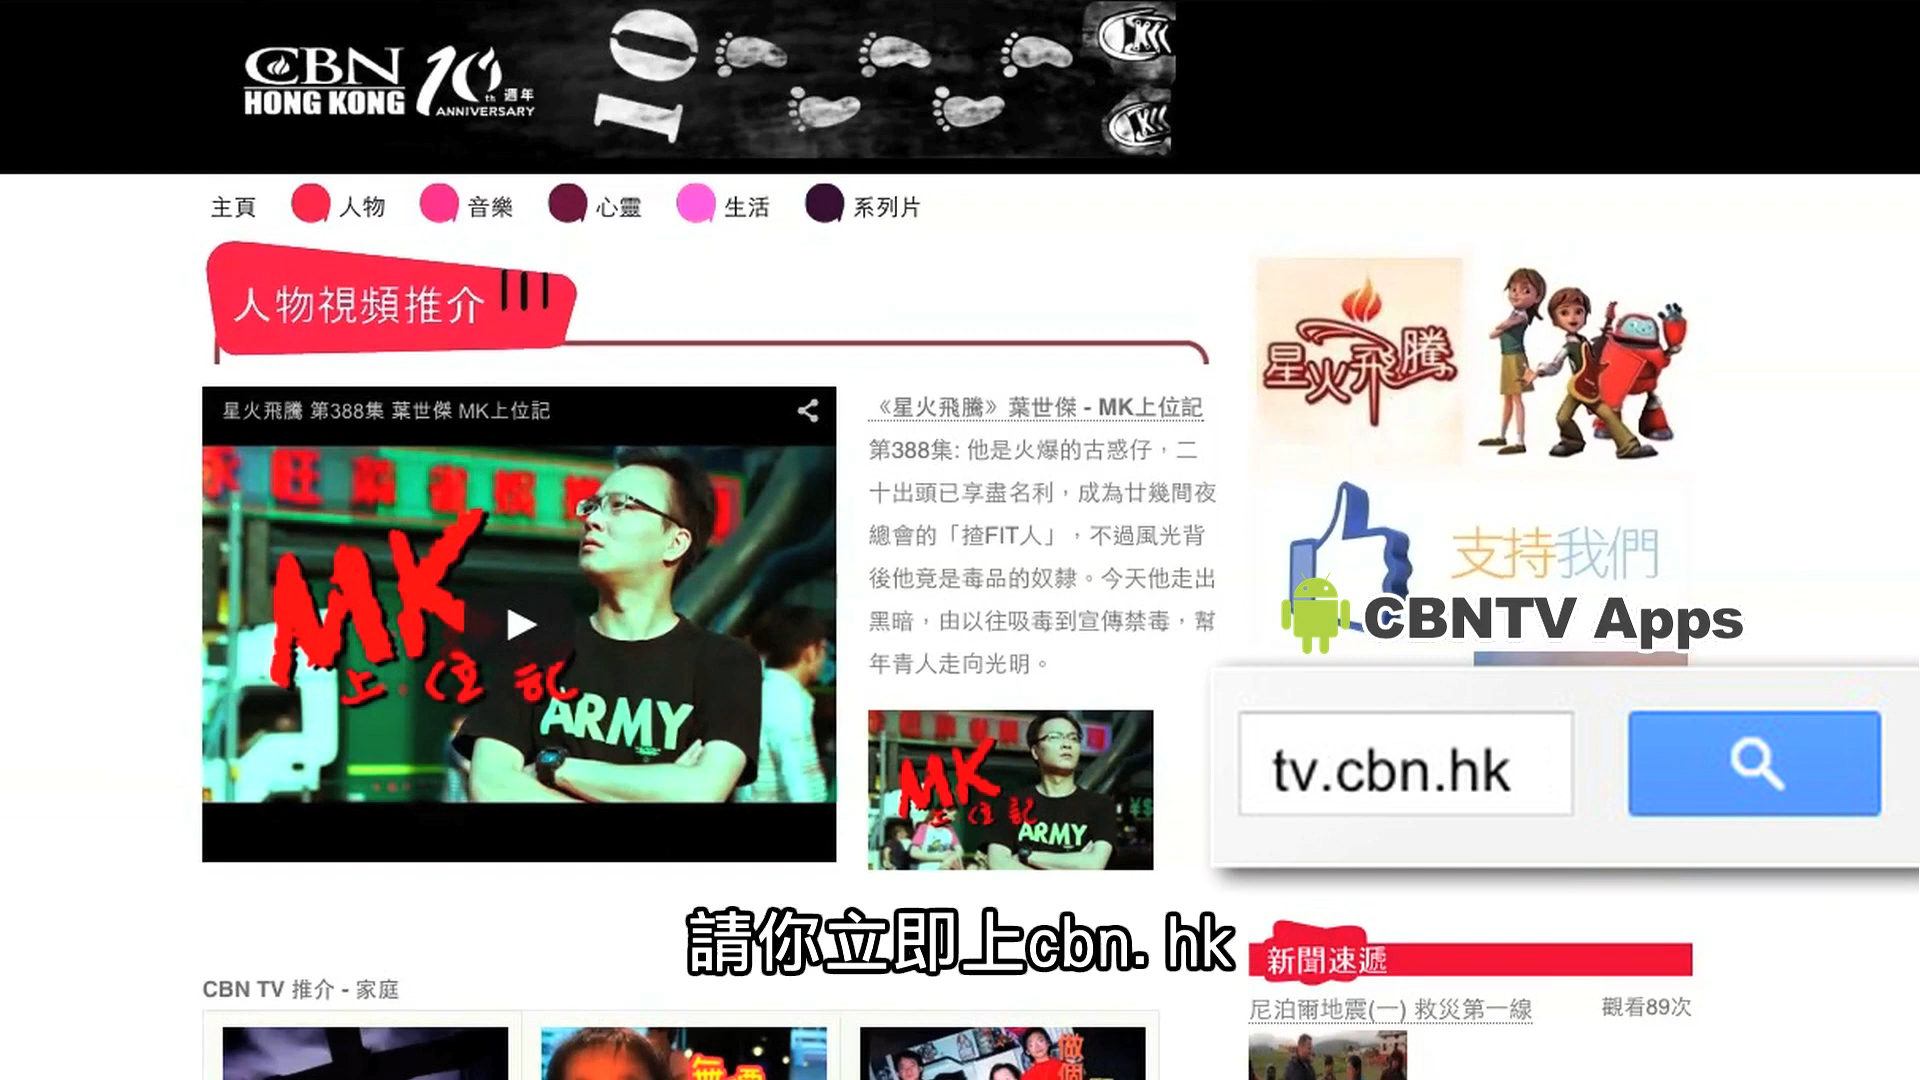 CBN
HONG KONG
10th 週年
ANNIVERSARY
10
主頁
人物
音樂
心靈
生活
系列片
人物視頻推介
星火飛騰 第388集 葉世傑 MK上位記
MK
上位記
ARMY
《星火飛騰》葉世傑 - MK上位記
第388集: 他是火爆的古惑仔，二
十出頭已享盡名利，成為廿幾間夜
總會的「揸FIT人」，不過風光背
後他竟是毒品的奴隸。今天他走出
黑暗，由以往吸毒到宣傳禁毒，幫
年青人走向光明。
MK
上位記
ARMY
星火飛騰
支持我們
CBNTV Apps
tv.cbn.hk
請你立即上cbn.hk
新聞速遞
尼泊爾地震(一) 救災第一線
觀看89次
CBN TV 推介 - 家庭